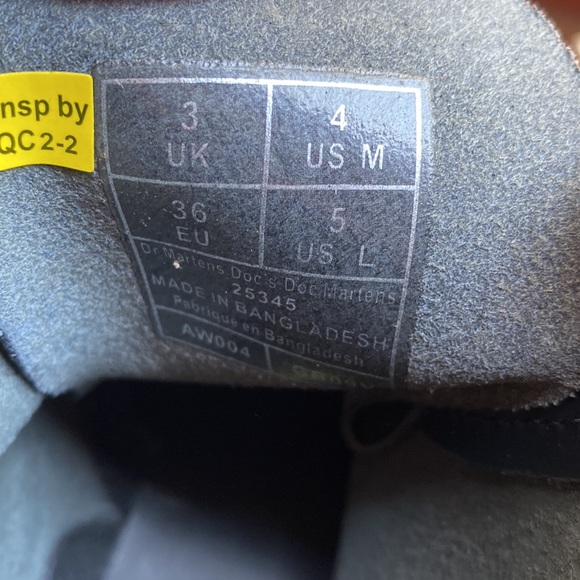 nsp by
QC 2-2
3
UK
4
US M
36
EU
5
US L
Dr Martens Doc's Doc Martens
25345
MADE IN BANGLADESH
Fabriqué en Bangladesh
AW004